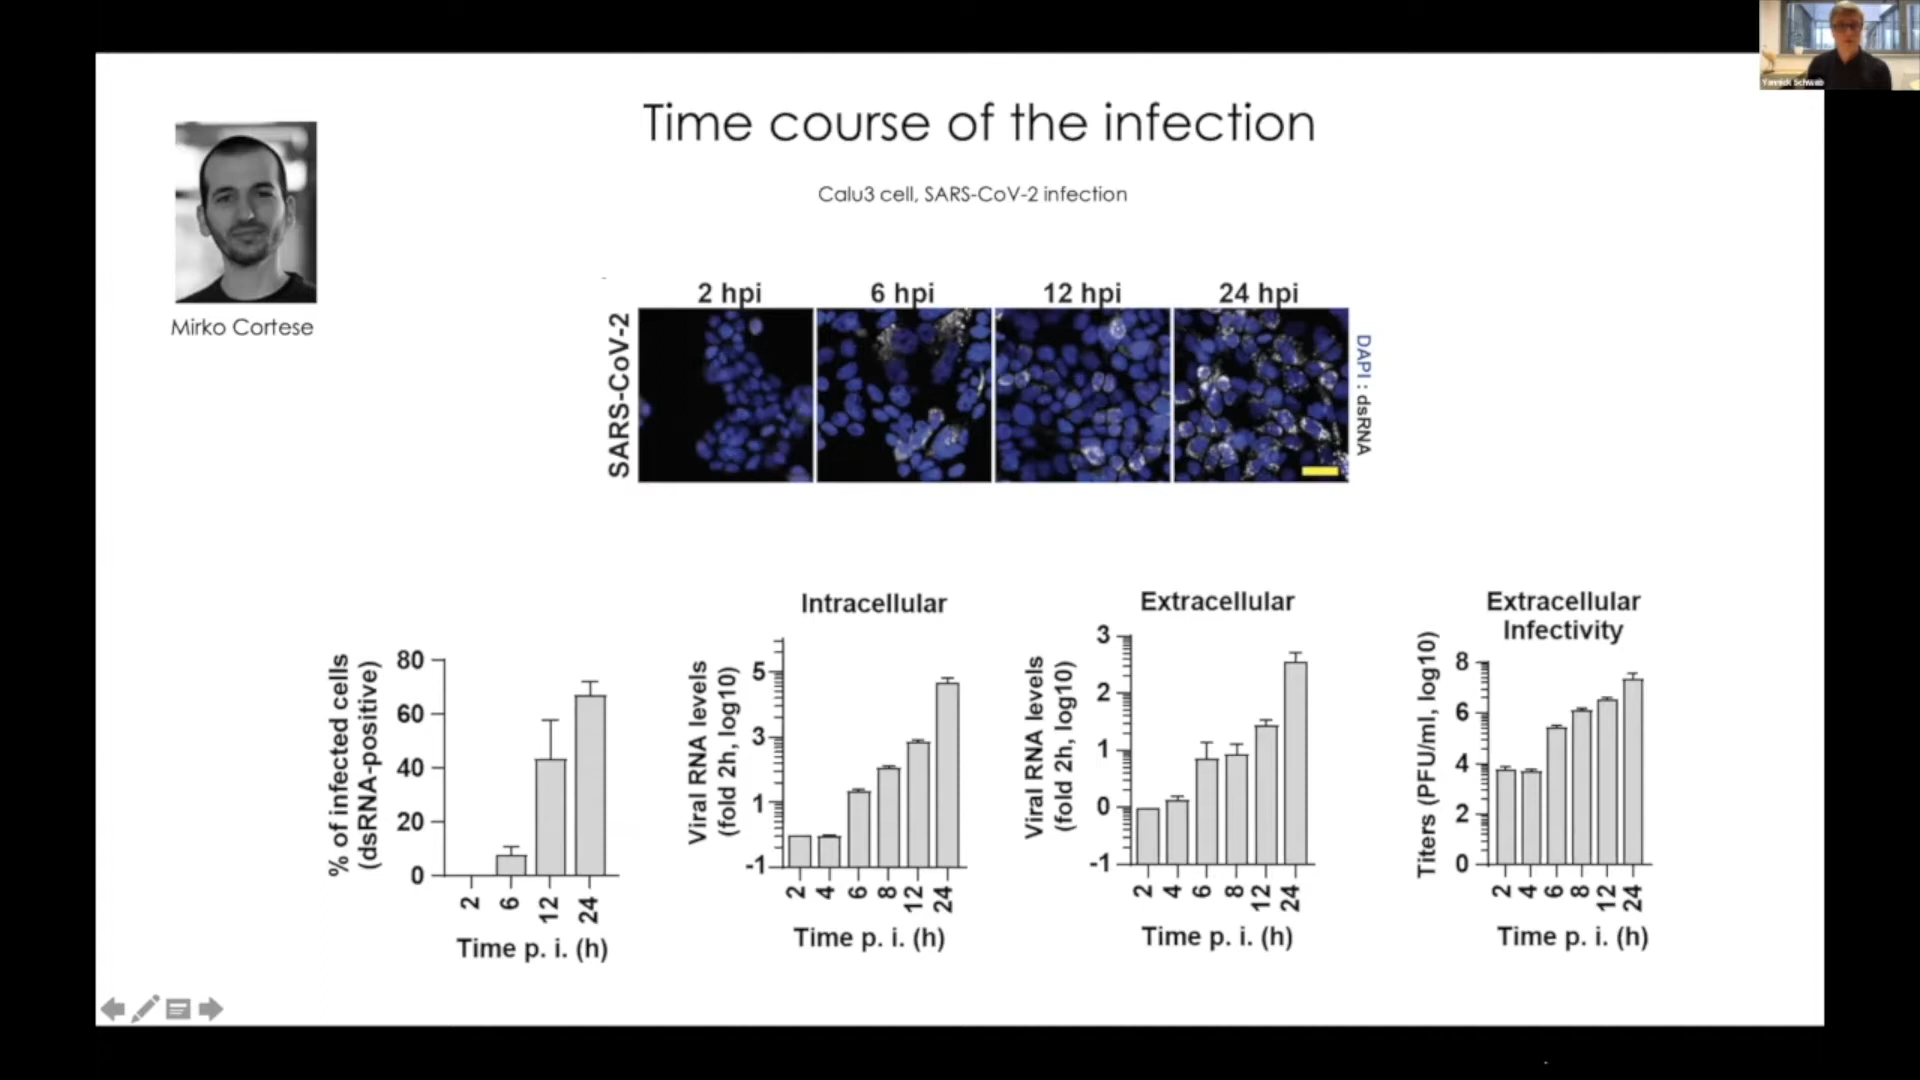 Yannick Schwab
Time course of the infection
Calu3 cell, SARS-CoV-2 infection
Mirko Cortese
2 hpi 6 hpi 12 hpi 24 hpi
SARS-CoV-2
DAPI : dsRNA
% of infected cells
(dsRNA-positive)
80
60
40
20
0
2 6 12 24
Time p. i. (h)
Intracellular
Viral RNA levels
(fold 2h, log10)
5
3
1
-1
2 4 6 8 12 24
Time p. i. (h)
Extracellular
Viral RNA levels
(fold 2h, log10)
3
2
1
0
-1
2 4 6 8 12 24
Time p. i. (h)
Extracellular
Infectivity
Titers (PFU/ml, log10)
8
6
4
2
0
2 4 6 8 12 24
Time p. i. (h)